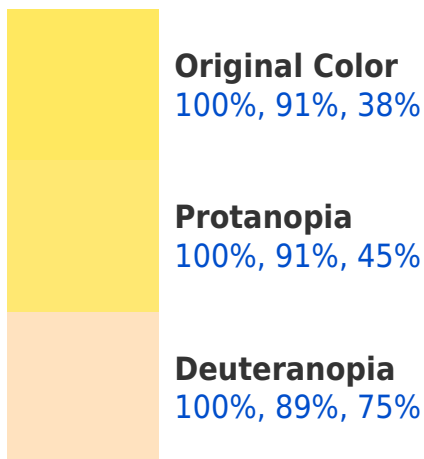 Original Color
100%, 91%, 38%
Protanopia
100%, 91%, 45%
Deuteranopia
100%, 89%, 75%